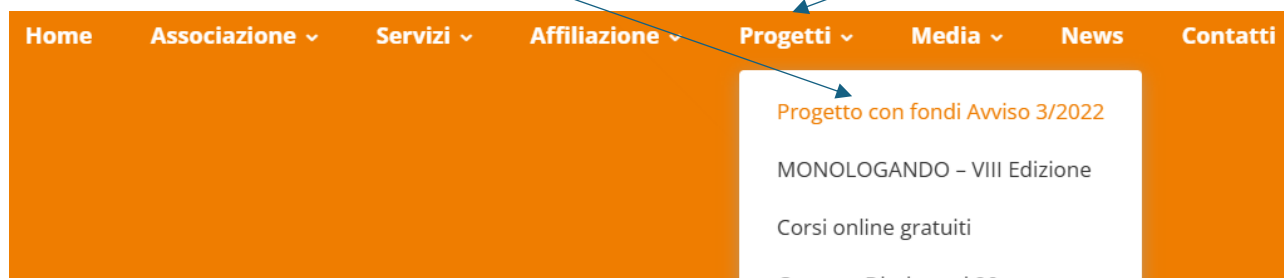 Home Associazione Servizi Affiliazione Progetti Media News Contatti
Progetto con fondi Avviso 3/2022
MONOLOGANDO – VIII Edizione
Corsi online gratuiti